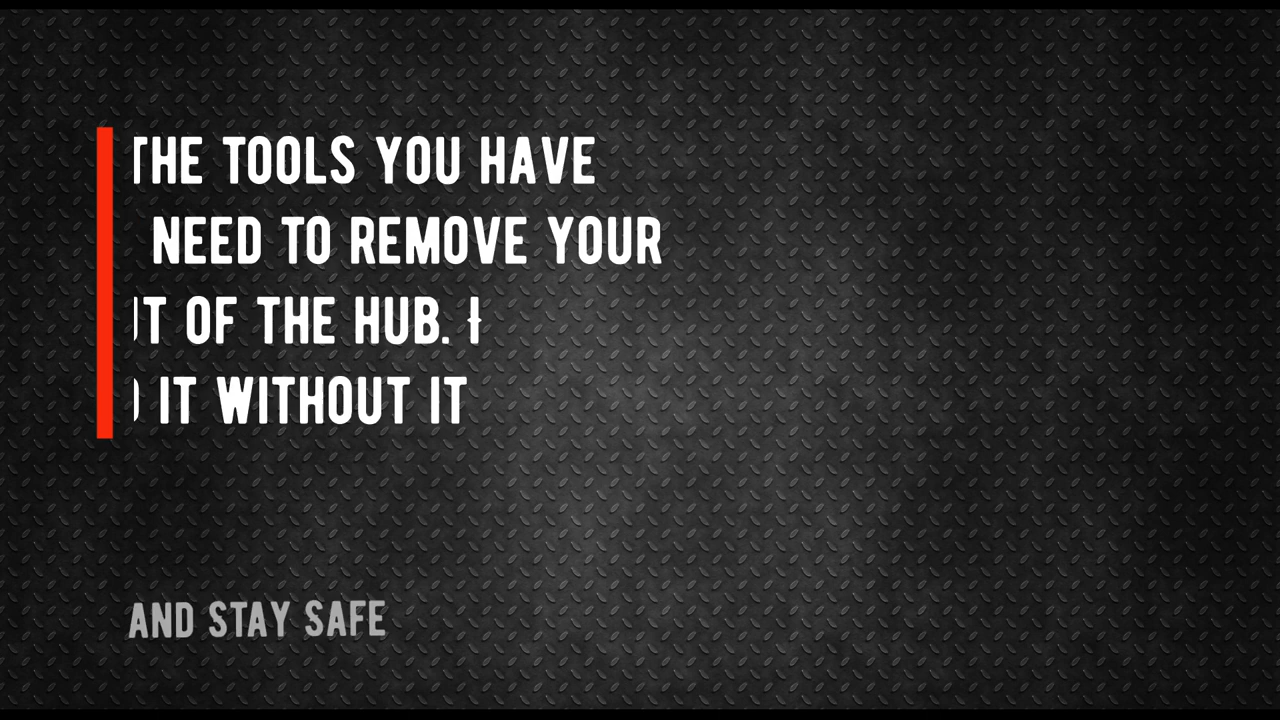 THE TOOLS YOU HAVE
NEED TO REMOVE YOUR
OF THE HUB. I
IT WITHOUT IT
AND STAY SAFE